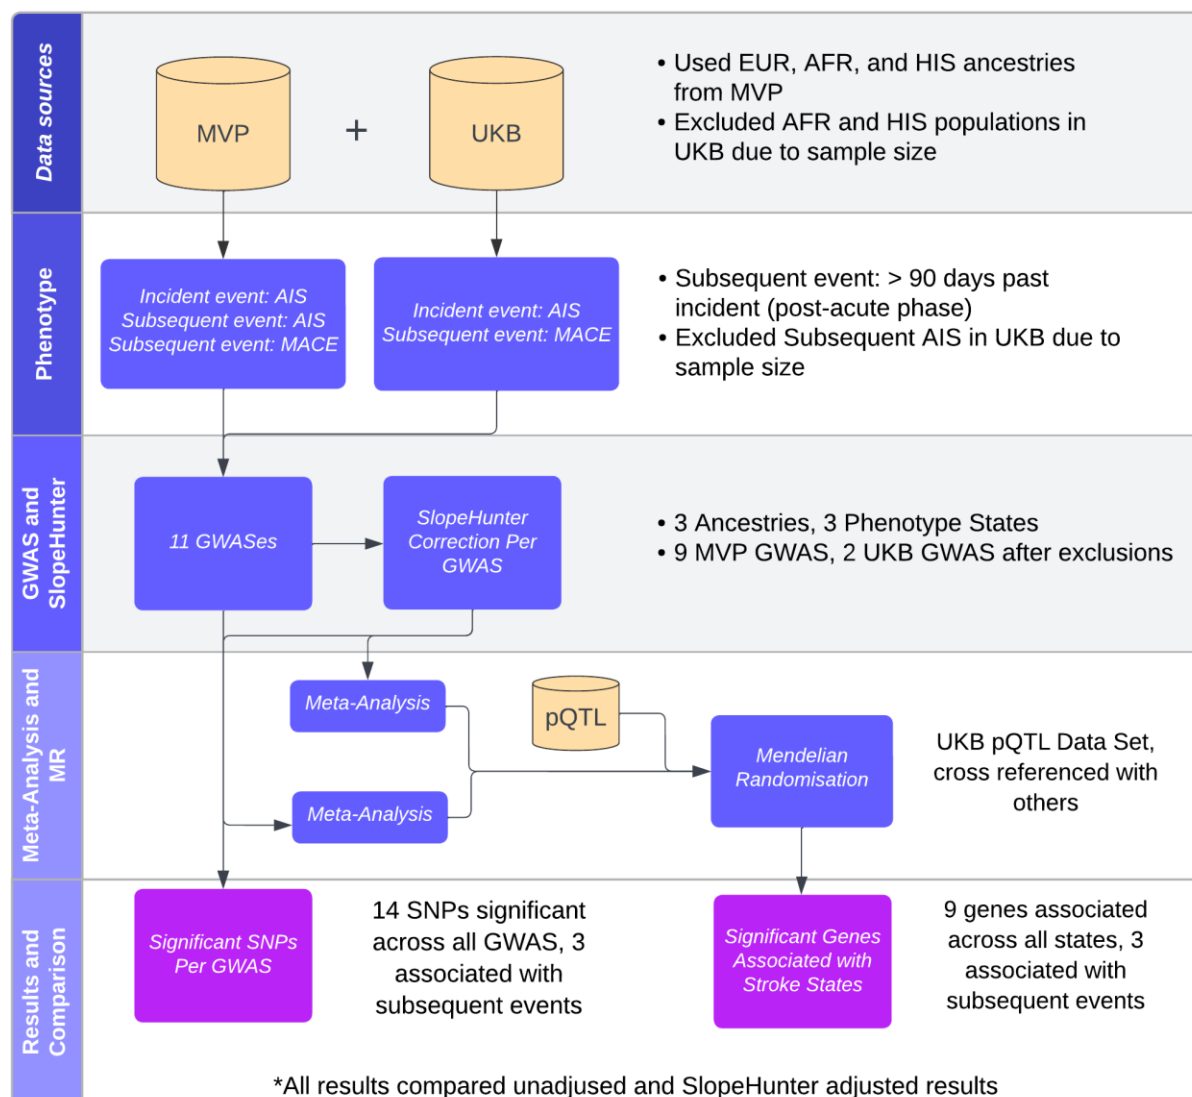 Data sources
MVP
+
UKB
• Used EUR, AFR, and HIS ancestries
from MVP
• Excluded AFR and HIS populations in
UKB due to sample size
Phenotype
Incident event: AIS
Subsequent event: AIS
Subsequent event: MACE
Incident event: AIS
Subsequent event: MACE
• Subsequent event: > 90 days past
incident (post-acute phase)
• Excluded Subsequent AIS in UKB due to
sample size
GWAS and
SlopeHunter
11 GWASes
SlopeHunter
Correction Per
GWAS
• 3 Ancestries, 3 Phenotype States
• 9 MVP GWAS, 2 UKB GWAS after exclusions
Meta-Analysis and
MR
Meta-Analysis
Meta-Analysis
pQTL
Mendelian
Randomisation
UKB pQTL Data Set,
cross referenced with
others
Results and
Comparison
Significant SNPs
Per GWAS
14 SNPs significant
across all GWAS, 3
associated with
subsequent events
Significant Genes
Associated with
Stroke States
9 genes associated
across all states, 3
associated with
subsequent events
*All results compared unadjused and SlopeHunter adjusted results